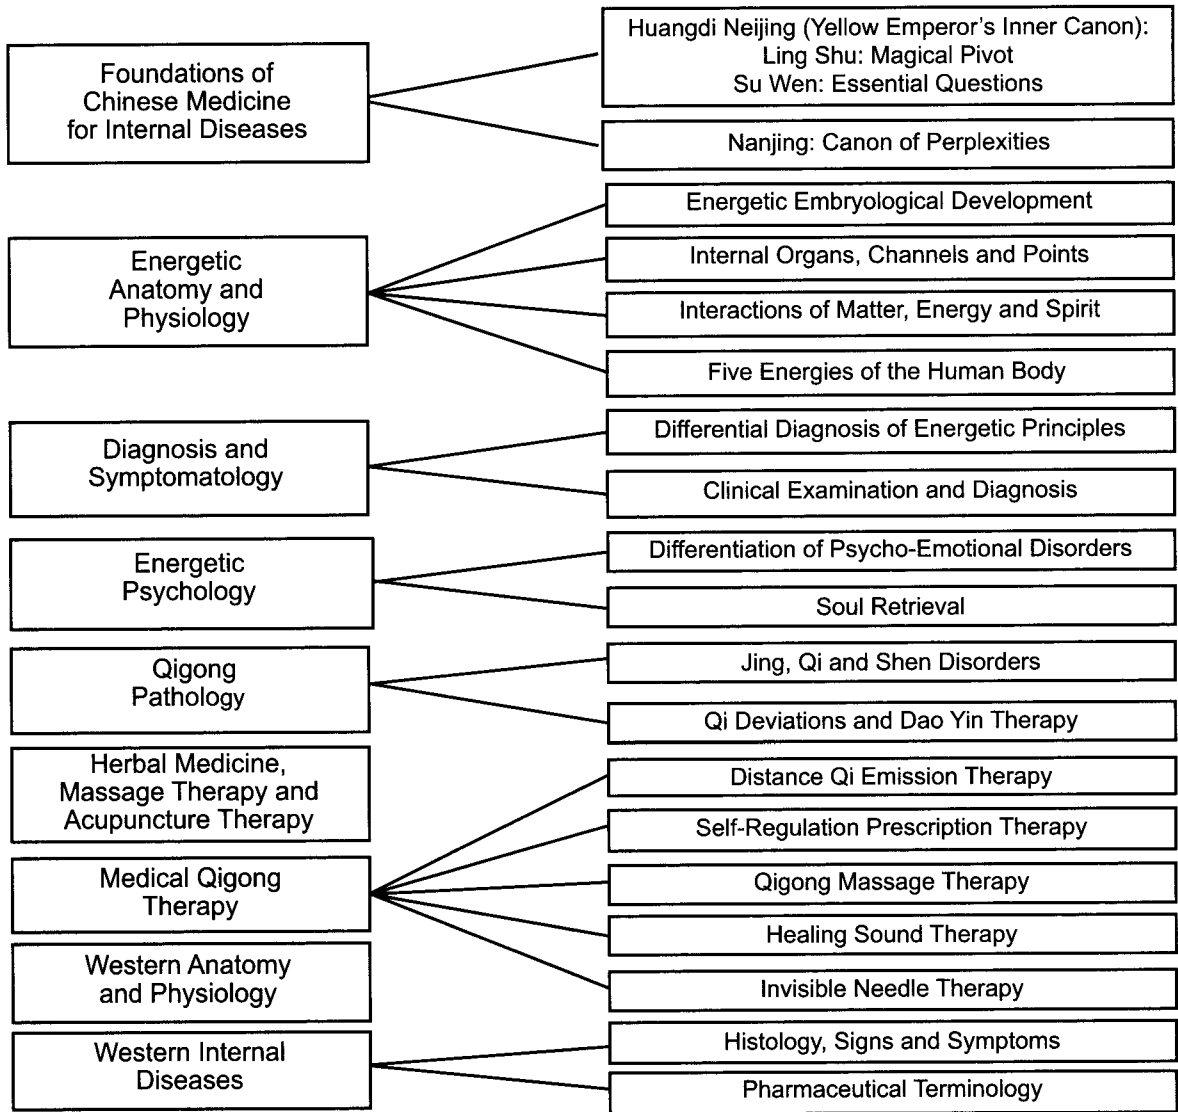 Foundations of
Chinese Medicine
for Internal Diseases
Huangdi Neijing (Yellow Emperor's Inner Canon):
Ling Shu: Magical Pivot
Su Wen: Essential Questions
Nanjing: Canon of Perplexities
Energetic
Anatomy and
Physiology
Energetic Embryological Development
Internal Organs, Channels and Points
Interactions of Matter, Energy and Spirit
Five Energies of the Human Body
Diagnosis and
Symptomatology
Differential Diagnosis of Energetic Principles
Clinical Examination and Diagnosis
Energetic
Psychology
Differentiation of Psycho-Emotional Disorders
Soul Retrieval
Qigong
Pathology
Jing, Qi and Shen Disorders
Qi Deviations and Dao Yin Therapy
Herbal Medicine,
Massage Therapy and
Acupuncture Therapy
Medical Qigong
Therapy
Distance Qi Emission Therapy
Self-Regulation Prescription Therapy
Qigong Massage Therapy
Healing Sound Therapy
Invisible Needle Therapy
Western Anatomy
and Physiology
Western Internal
Diseases
Histology, Signs and Symptoms
Pharmaceutical Terminology